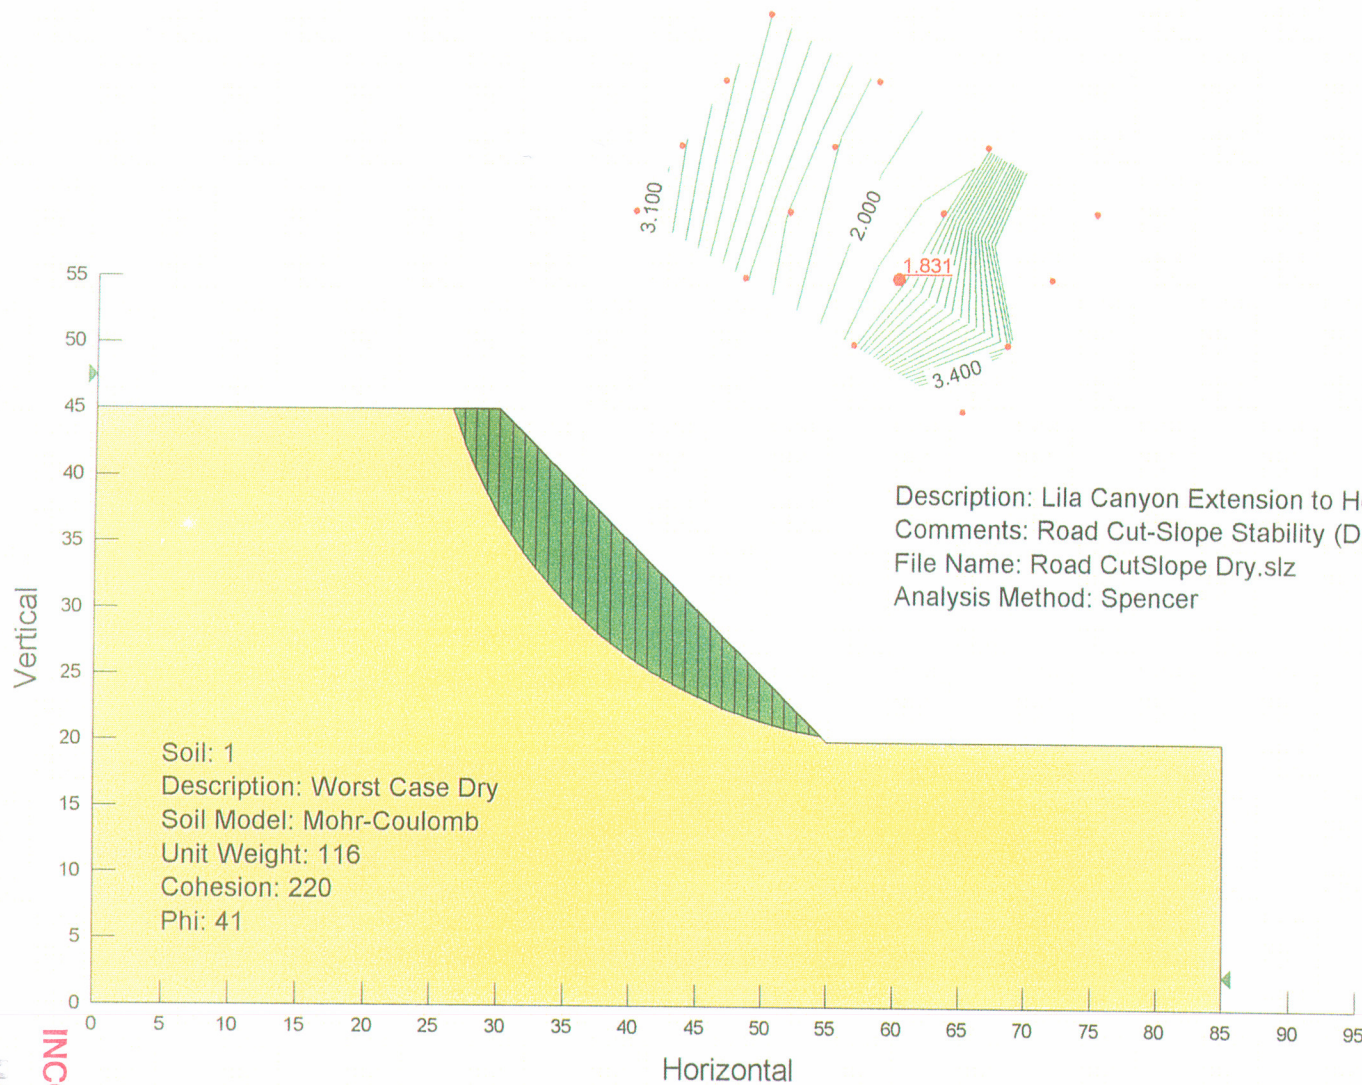 3.100
2.000
1.831
3.400
55
50
45
40
35
30
25
20
15
10
5
0
Vertical
Description: Lila Canyon Extension to H
Comments: Road Cut-Slope Stability (D
File Name: Road CutSlope Dry.slz
Analysis Method: Spencer
Soil: 1
Description: Worst Case Dry
Soil Model: Mohr-Coulomb
Unit Weight: 116
Cohesion: 220
Phi: 41
0 5 10 15 20 25 30 35 40 45 50 55 60 65 70 75 80 85 90 95
Horizontal
INC